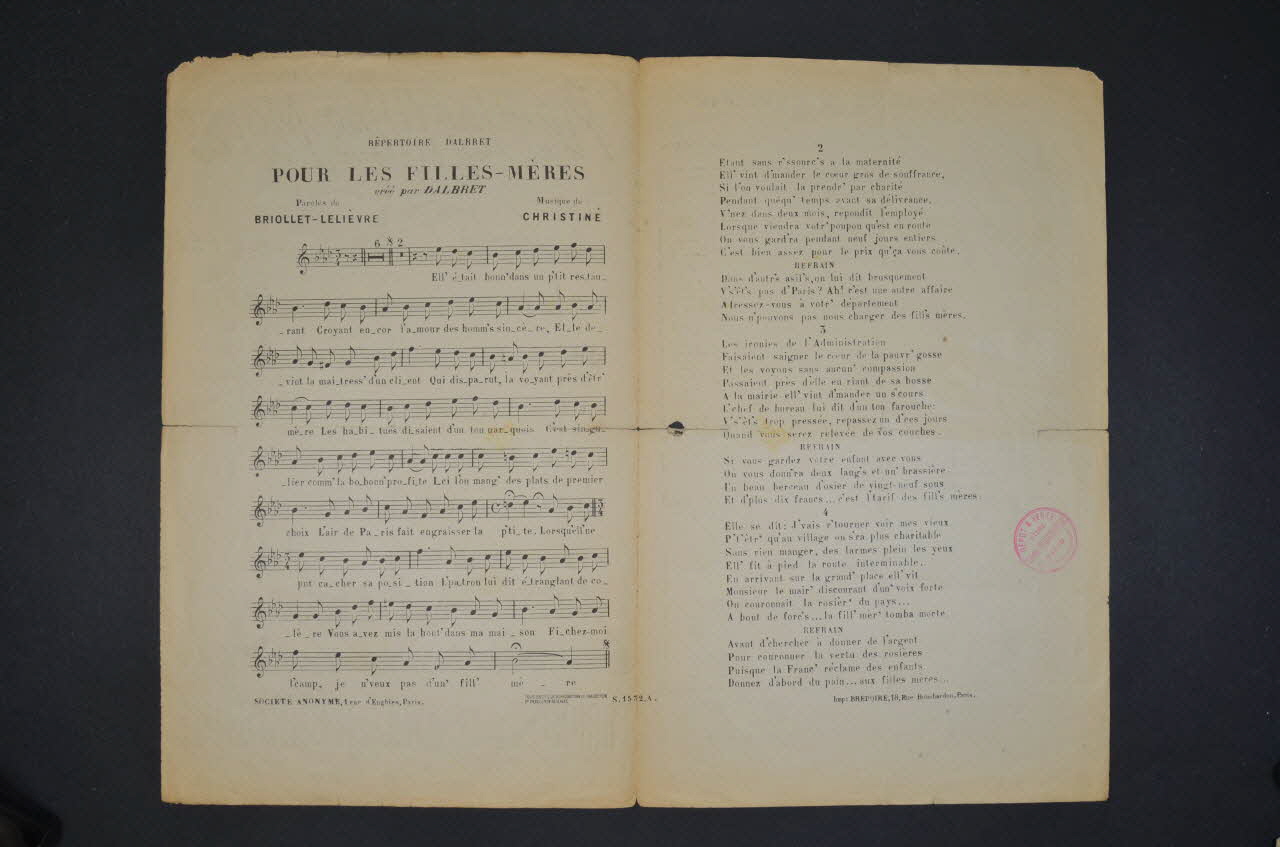 RÉPERTOIRE DALBRET
POUR LES FILLES-MÈRES
créé par DALBRET
Paroles de
BRIOLLET-LELIÈVRE
Musique de
CHRISTINÉ
6 2
Ell' é_tait bonn' dans un p'tit res_tau_
_rant Croyant en_cor l'a_mour des homm's sin_cè_re, El_le de_
_vint la mai_tress' d'un cli_ent Qui dis_pa_rut, la vo_yant près d'êtr'
mè_re Les ha_bi_tués di_saient d'un ton nar_quois C'est sin_gu_
_lier comm' la bo_bonn' pro_fi_te I_ci l'on mang' des plats de premier
choix L'air de Pa_ris fait engraisser la p'ti_te. Lorsqu'ell' ne
put ca_cher sa po_si_tion L'pa_tron lui dit é_tranglant de co_
_lè_re Vous a_vez mis la hont' dans ma mai_son Fi_chez-moi
l'camp, je n'veux pas d'un' fill' mè_re
SOCIETE ANONYME, 1 rue d'Enghien, Paris.
S. 1532. A.
2
Etant sans r'ssourc's a la maternité
Ell' vint d'mander le cœur gros de souffrance,
Si l'on voulait la prendr' par charité
Pendant quéqu' temps avant sa délivrance.
V'nez dans deux mois, repondit l'employé
Lorsque viendra votr' poupon qu'est en route
On vous gard'ra pendant neuf jours entiers
C'est bien assez pour le prix qu'ça vous coûte.
REFRAIN
Dans d'autr's asil's, on lui dit brusquement
V's'êt's pas d'Paris? Ah! c'est une autre affaire
Adressez-vous à votr' département
Nous n'pouvons pas nous charger des fill's mères.
3
Les ironies de l'Administration
Faisaient saigner le cœur de la pauvr' gosse
Et les voyons sans aucun' compassion
Passaient près d'elle en riant de sa bosse
A la mairie ell' vint d'mander un s'cours
L'chef de bureau lui dit d'un ton farouche:
V's'êt's trop pressée, repassez un d'ces jours
Quand vous serez relevée de vos couches.
REFRAIN
Si vous gardez votre enfant avec vous
On vous donn'ra deux lang's et un' brassière
Un beau berceau d'osier de vingt-neuf sous
Et d'plus dix francs... c'est l'tarif des fill's mères.
4
Elle se dit: J'vais r'tourner voir mes vieux
P't'êtr' qu'au village on s'ra plus charitable
Sans rien manger, des larmes plein les yeux
Ell' fit à pied la route interminable.
En arrivant sur la grand' place ell' vit
Monsieur le mair' discourant d'un' voix forte
On couronnait la rosièr' du pays...
A bout de forc's... la fill' mèr' tomba morte.
REFRAIN
Avant d'chercher à donner de l'argent
Pour couronner la vertu des rosières
Puisque la Franc' réclame des enfants
Donnez d'abord du pain... aux filles mères...
Imp: BREPOIRE, 18, Rue Bouchardon, Paris.